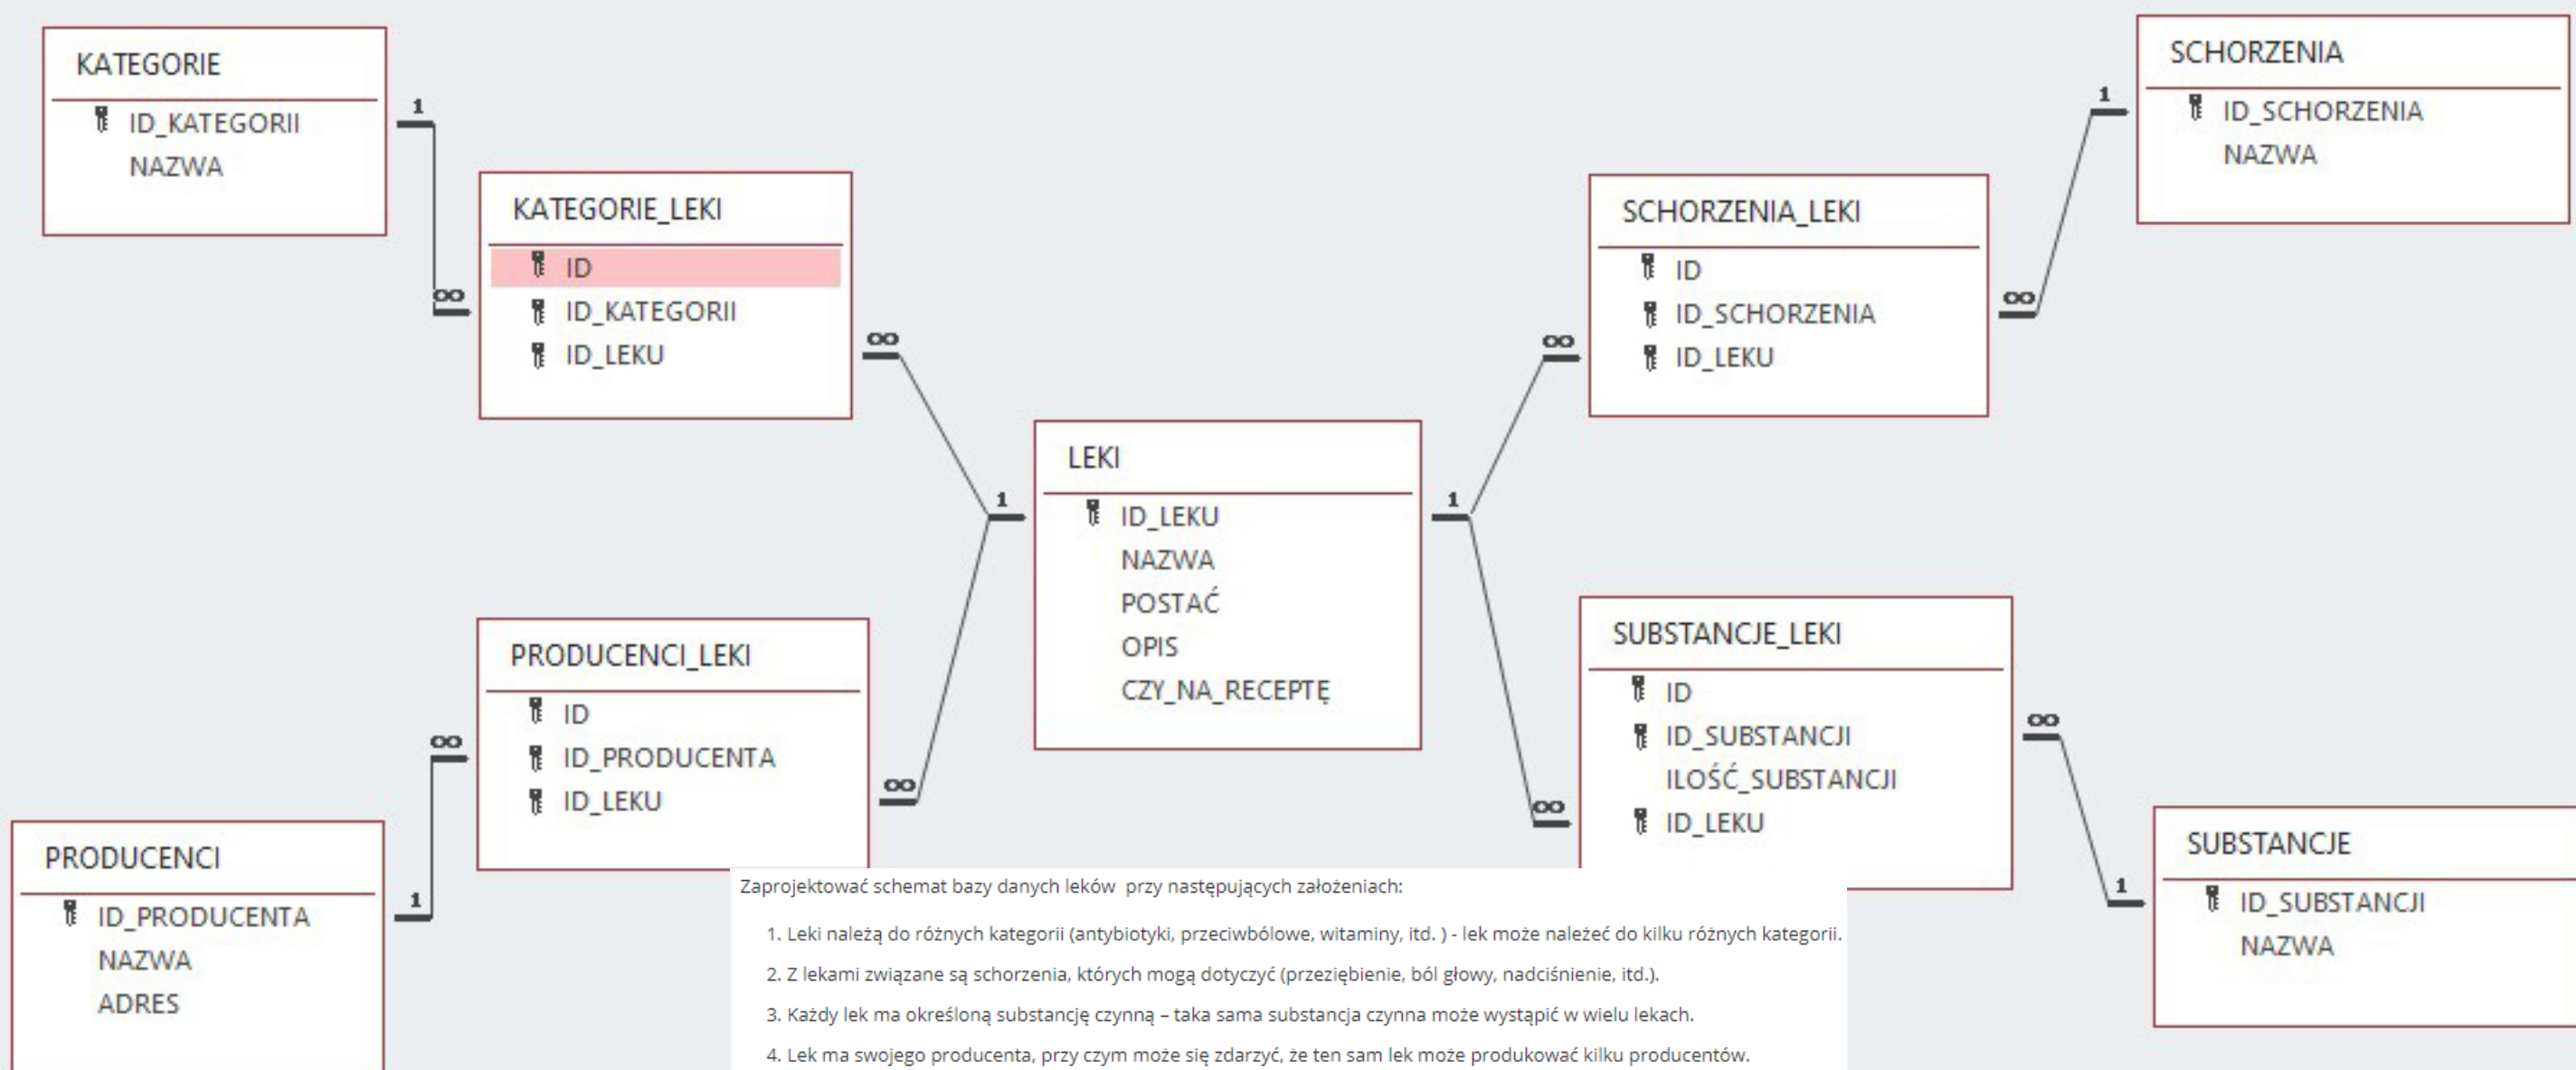 KATEGORIE
ID_KATEGORII
NAZWA
1
∞
KATEGORIE_LEKI
ID
ID_KATEGORII
ID_LEKU
∞
1
LEKI
ID_LEKU
NAZWA
POSTAĆ
OPIS
CZY_NA_RECEPTĘ
1
∞
SCHORZENIA_LEKI
ID
ID_SCHORZENIA
ID_LEKU
∞
1
SCHORZENIA
ID_SCHORZENIA
NAZWA
PRODUCENCI
ID_PRODUCENTA
NAZWA
ADRES
1
∞
PRODUCENCI_LEKI
ID
ID_PRODUCENTA
ID_LEKU
∞
∞
SUBSTANCJE_LEKI
ID
ID_SUBSTANCJI
ILOŚĆ_SUBSTANCJI
ID_LEKU
∞
1
SUBSTANCJE
ID_SUBSTANCJI
NAZWA
Zaprojektować schemat bazy danych leków przy następujących założeniach:
1. Leki należą do różnych kategorii (antybiotyki, przeciwbólowe, witaminy, itd. ) - lek może należeć do kilku różnych kategorii.
2. Z lekami związane są schorzenia, których mogą dotyczyć (przeziębienie, ból głowy, nadciśnienie, itd.).
3. Każdy lek ma określoną substancję czynną – taka sama substancja czynna może wystąpić w wielu lekach.
4. Lek ma swojego producenta, przy czym może się zdarzyć, że ten sam lek może produkować kilku producentów.